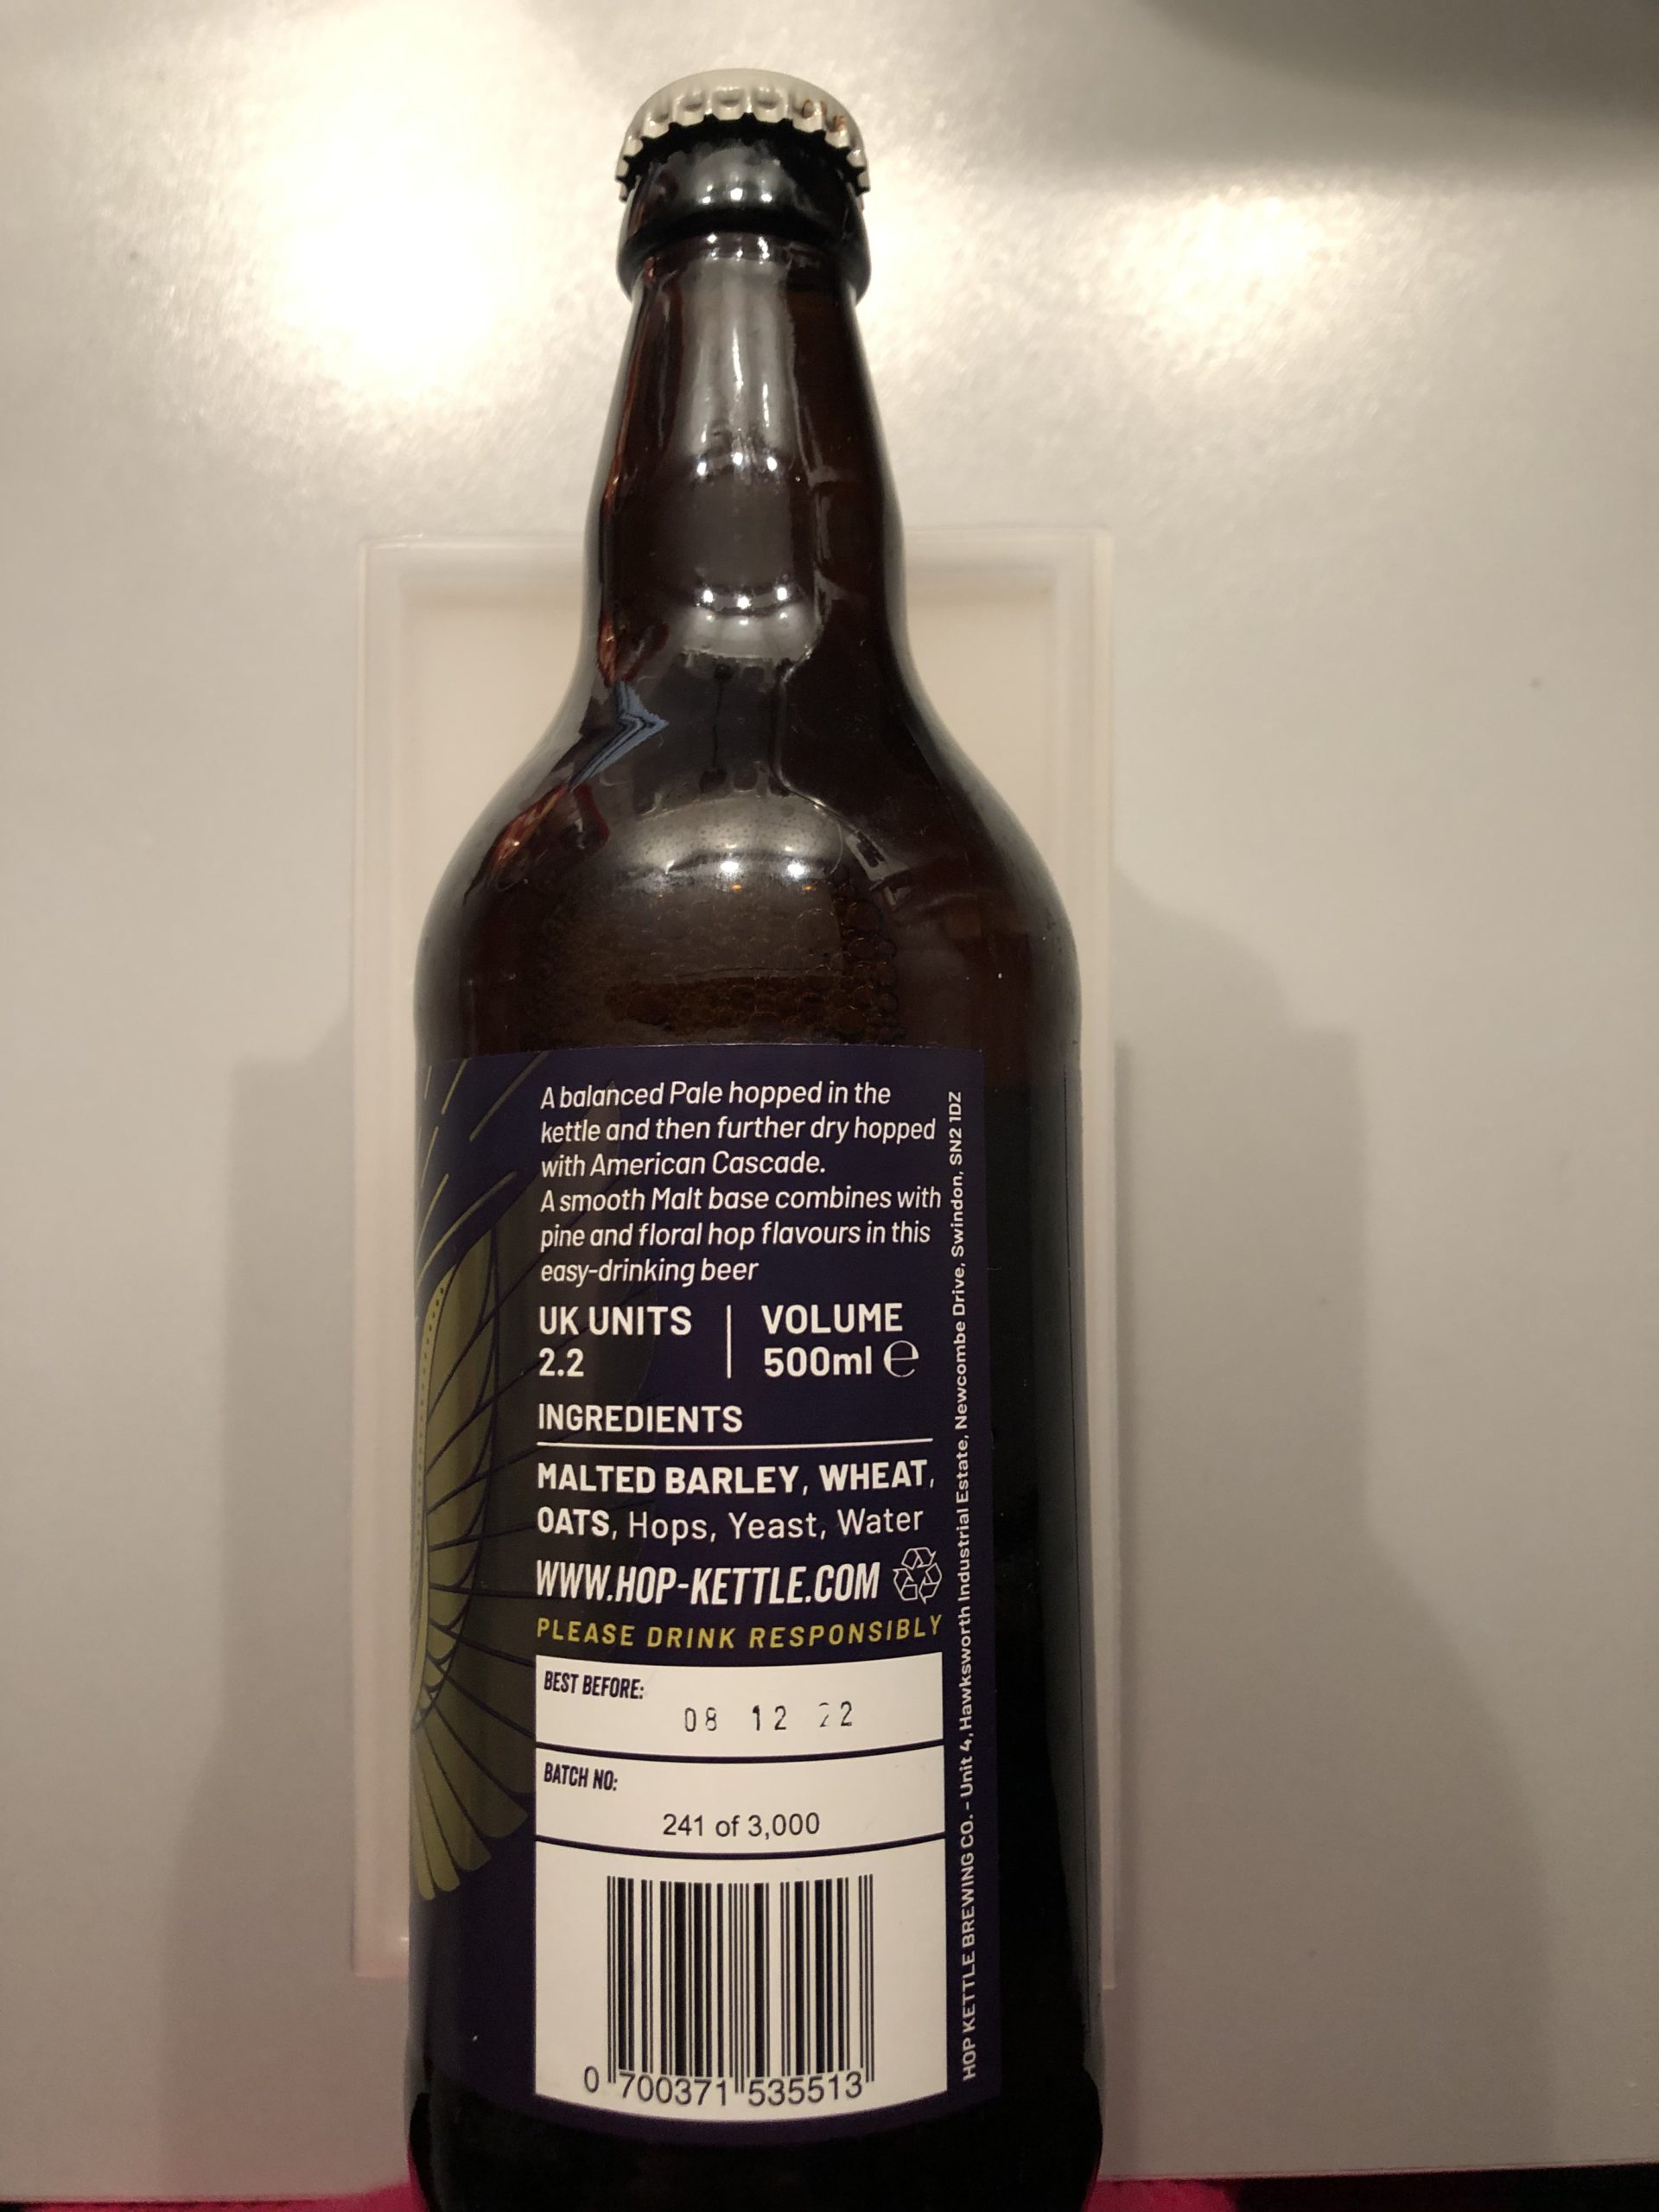 A balanced Pale hopped in the
kettle and then further dry hopped
with American Cascade.
A smooth Malt base combines with
pine and floral hop flavours in this
easy-drinking beer
UK UNITS
2.2
VOLUME
500ml ℮
INGREDIENTS
MALTED BARLEY, WHEAT,
OATS, Hops, Yeast, Water
WWW.HOP-KETTLE.COM
PLEASE DRINK RESPONSIBLY
BEST BEFORE:
08 12 22
BATCH NO:
241 of 3,000
0 700371 535513
HOP KETTLE BREWING CO. - Unit 4, Hawksworth Industrial Estate, Newcombe Drive, Swindon, SN2 1DZ